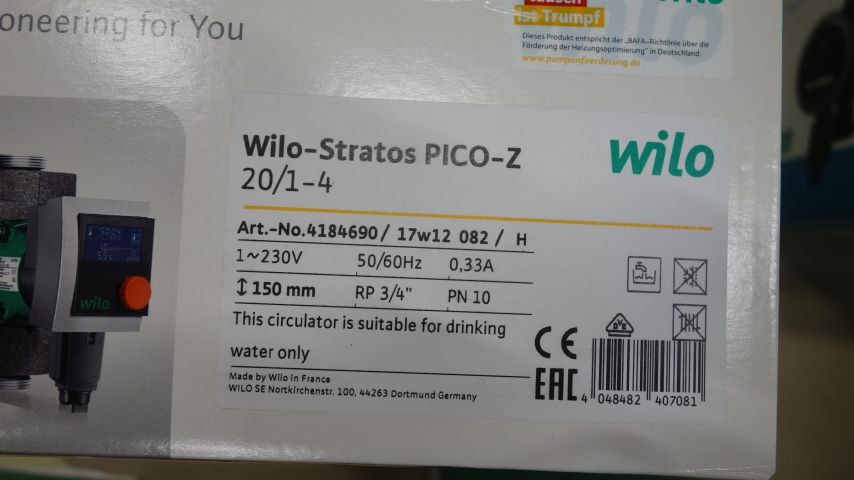 oneering for You
ist Trumpf
Dieses Produkt entspricht der „BAFA-Richtlinie über die
Förderung der Heizungsoptimierung" in Deutschland.
www.pumpenfoerderung.de
Wilo-Stratos PICO-Z
20/1-4
wilo
Art.-No.4184690/ 17w12 082/ H
1~230V 50/60Hz 0,33A
150 mm RP 3/4" PN 10
This circulator is suitable for drinking
water only
Made by Wilo in France
WILO SE Nortkirchenstr. 100, 44263 Dortmund Germany
CE
EAC
VDE
4 048482 407081
wilo